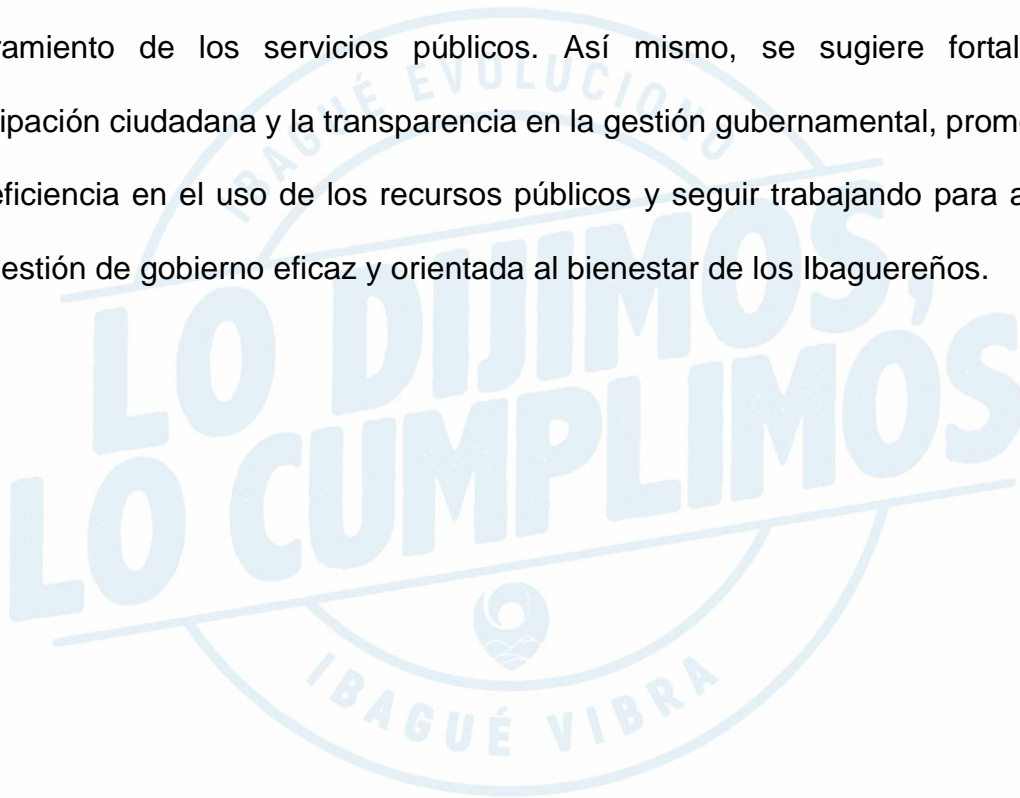 ramiento de los servicios públicos. Así mismo, se sugiere fortal
ipación ciudadana y la transparencia en la gestión gubernamental, prom
eficiencia en el uso de los recursos públicos y seguir trabajando para a
estión de gobierno eficaz y orientada al bienestar de los Ibaguereños.
IBAGUÉ EVOLUCIONO
LO DIJIMOS,
LO CUMPLIMOS
IBAGUÉ VIBRA